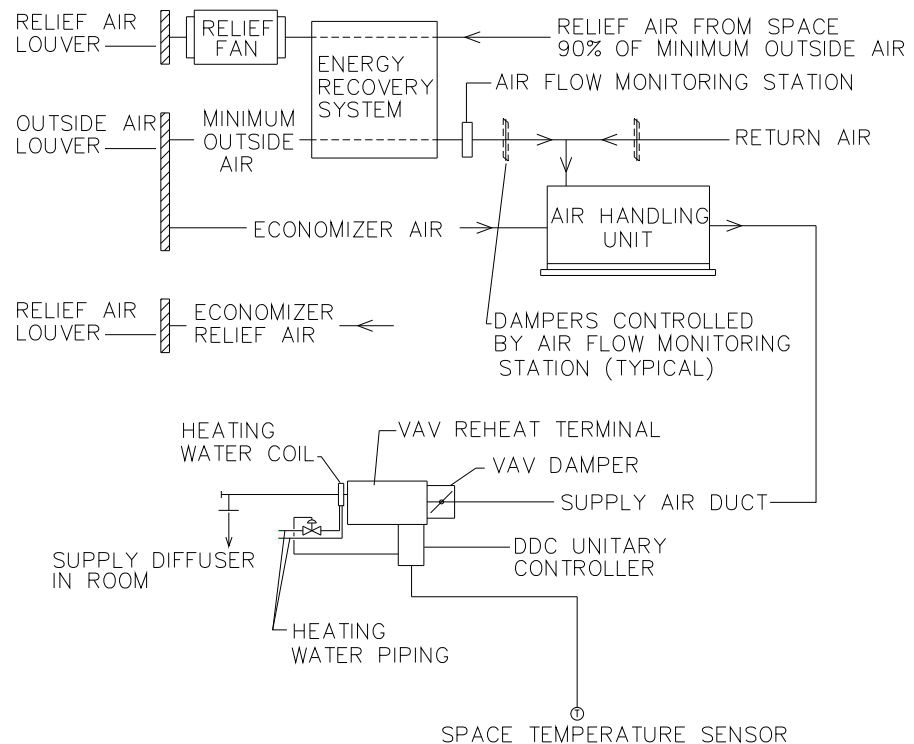 RELIEF AIR
LOUVER
RELIEF
FAN
RELIEF AIR FROM SPACE
90% OF MINIMUM OUTSIDE AIR
ENERGY
RECOVERY
SYSTEM
AIR FLOW MONITORING STATION
OUTSIDE AIR
LOUVER
MINIMUM
OUTSIDE
AIR
RETURN AIR
AIR HANDLING
UNIT
ECONOMIZER AIR
RELIEF AIR
LOUVER
ECONOMIZER
RELIEF AIR
DAMPERS CONTROLLED
BY AIR FLOW MONITORING
STATION (TYPICAL)
HEATING
WATER COIL
VAV REHEAT TERMINAL
VAV DAMPER
SUPPLY AIR DUCT
SUPPLY DIFFUSER
IN ROOM
DDC UNITARY
CONTROLLER
HEATING
WATER PIPING
T
SPACE TEMPERATURE SENSOR